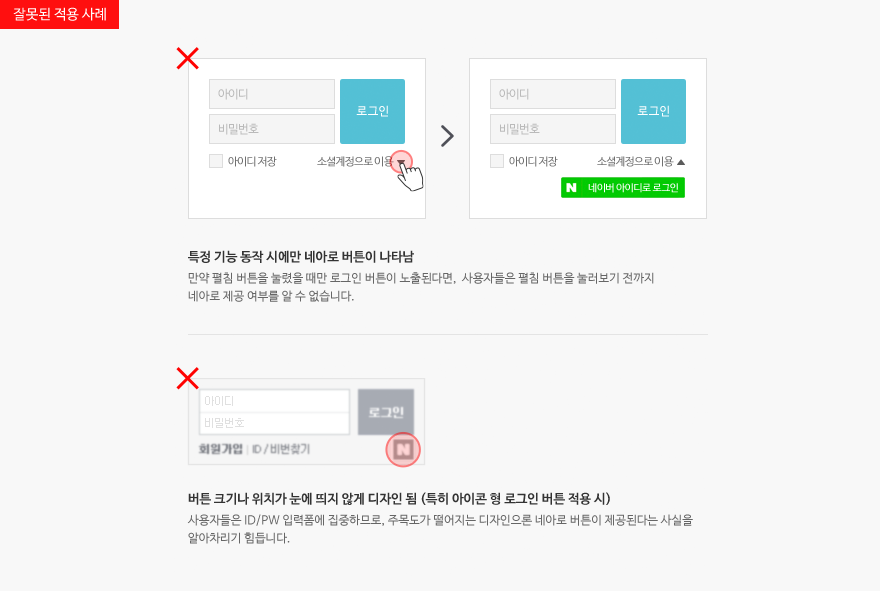 잘못된 적용 사례
아이디
비밀번호
로그인
아이디 저장
소셜계정으로 이용
아이디
비밀번호
로그인
아이디 저장
소셜계정으로 이용 ▲
N 네이버 아이디로 로그인
특정 기능 동작 시에만 네아로 버튼이 나타남
만약 펼침 버튼을 눌렀을 때만 로그인 버튼이 노출된다면, 사용자들은 펼침 버튼을 눌러보기 전까지
네아로 제공 여부를 알 수 없습니다.
아이디
비밀번호
로그인
회원가입 | ID / 비번찾기
N
버튼 크기나 위치가 눈에 띄지 않게 디자인 됨 (특히 아이콘 형 로그인 버튼 적용 시)
사용자들은 ID/PW 입력폼에 집중하므로, 주목도가 떨어지는 디자인으론 네아로 버튼이 제공된다는 사실을
알아차리기 힘듭니다.